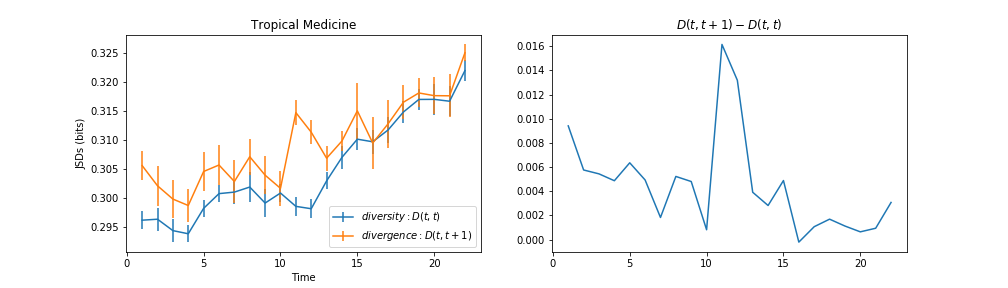 Tropical Medicine
0.325
0.320
0.315
0.310
0.305
0.300
0.295
JSDs (bits)
0 5 10 15 20
Time
diversity: D(t, t)
divergence: D(t, t+1)
D(t, t+1) − D(t, t)
0.016
0.014
0.012
0.010
0.008
0.006
0.004
0.002
0.000
0 5 10 15 20